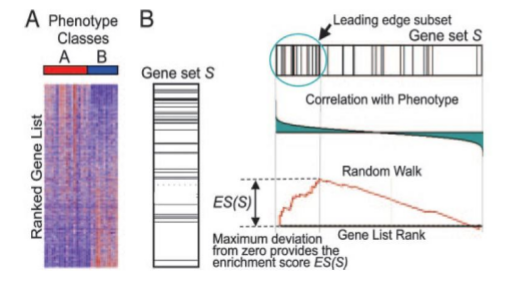 A
Phenotype
Classes
A B
Ranked Gene List
B
Gene set S
Leading edge subset
Gene set S
Correlation with Phenotype
Random Walk
ES(S)
Gene List Rank
Maximum deviation
from zero provides the
enrichment score ES(S)